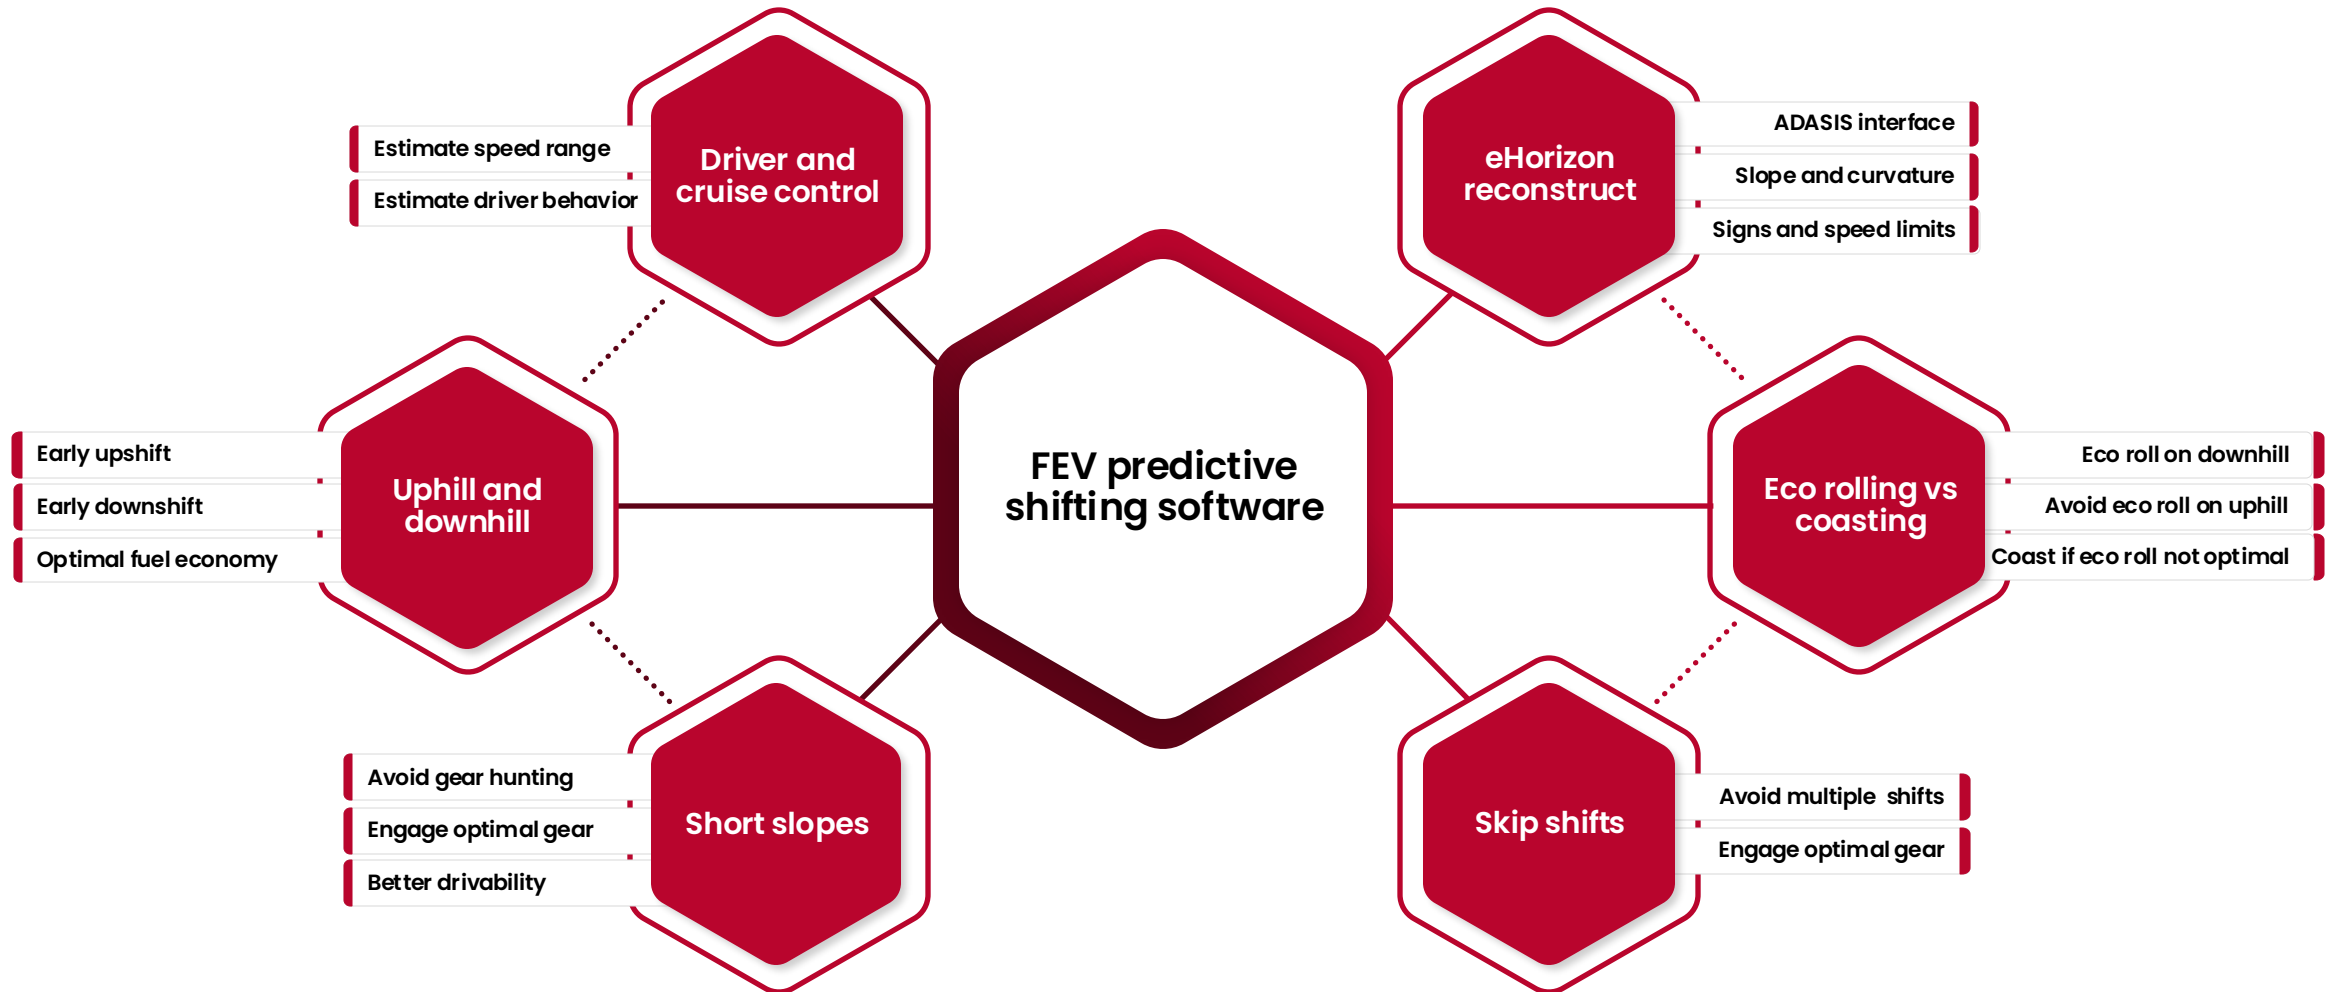 Estimate speed range
Estimate driver behavior
Driver and
cruise control
eHorizon
reconstruct
ADASIS interface
Slope and curvature
Signs and speed limits
Early upshift
Early downshift
Optimal fuel economy
Uphill and
downhill
FEV predictive
shifting software
Eco rolling vs
coasting
Eco roll on downhill
Avoid eco roll on uphill
Coast if eco roll not optimal
Avoid gear hunting
Engage optimal gear
Better drivability
Short slopes
Skip shifts
Avoid multiple shifts
Engage optimal gear